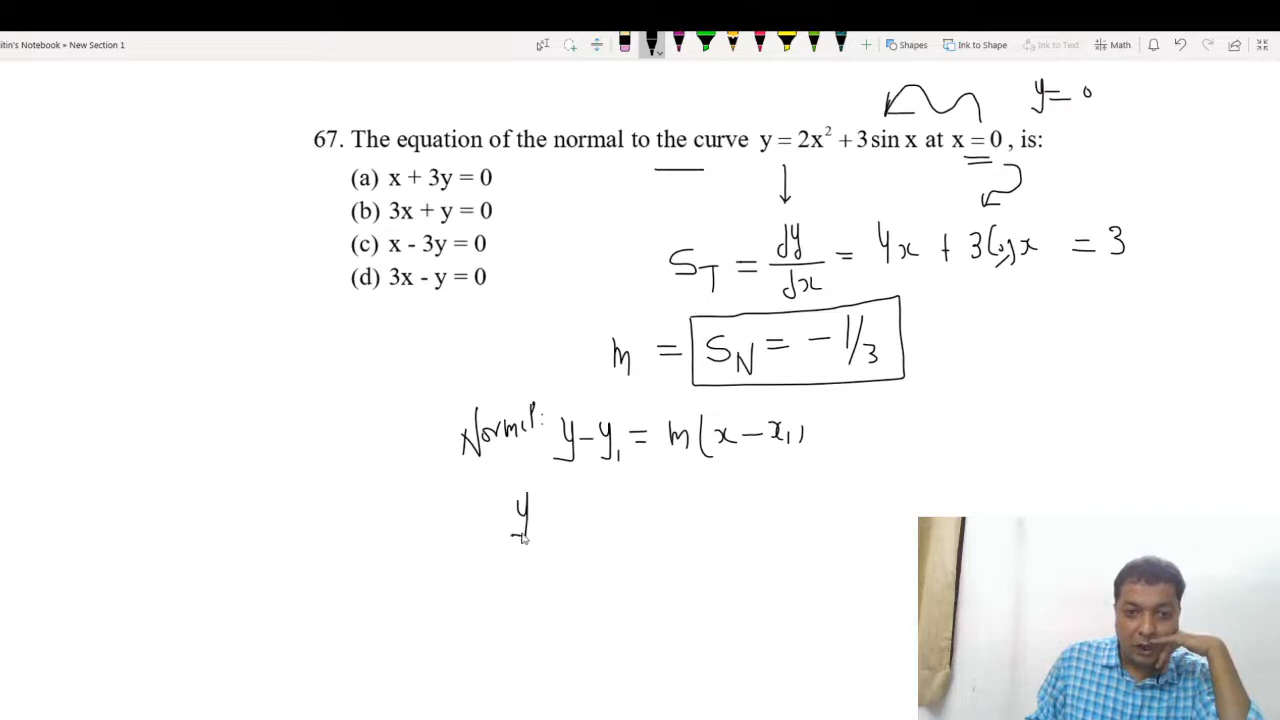 itin's Notebook » New Section 1
Shapes Ink to Shape Ink to Text Math
y = 0
67. The equation of the normal to the curve y = 2x² + 3 sin x at x = 0 , is:
(a) x + 3y = 0
(b) 3x + y = 0
(c) x - 3y = 0
(d) 3x - y = 0
S_T = dy/dx = 4x + 3 Cos x = 3
m = S_N = - 1/3
Normal: y - y₁ = m(x - x₁)
y